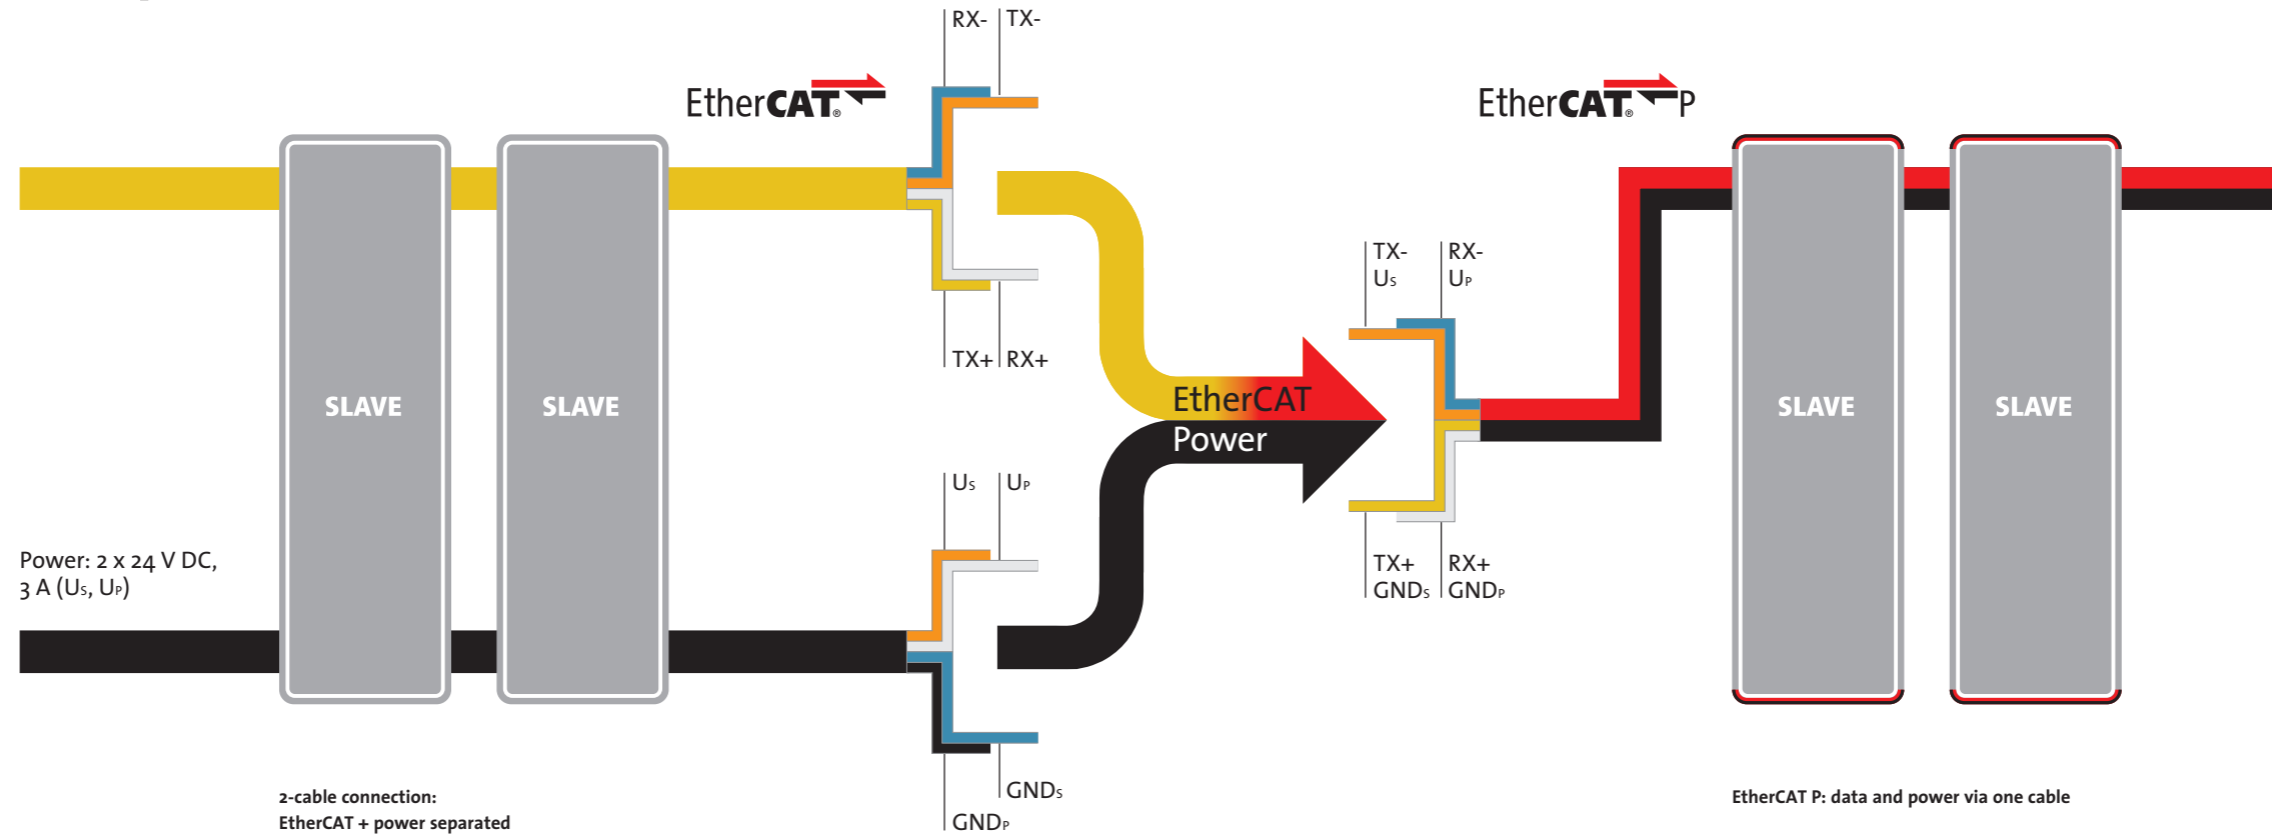 RX- TX-
EtherCAT®
EtherCAT®P
TX- RX-
US UP
TX+ RX+
SLAVE SLAVE
EtherCAT
Power
SLAVE SLAVE
US UP
Power: 2 x 24 V DC,
3 A (US, UP)
TX+ RX+
GNDS GNDP
GNDS
GNDP
2-cable connection:
EtherCAT + power separated
EtherCAT P: data and power via one cable